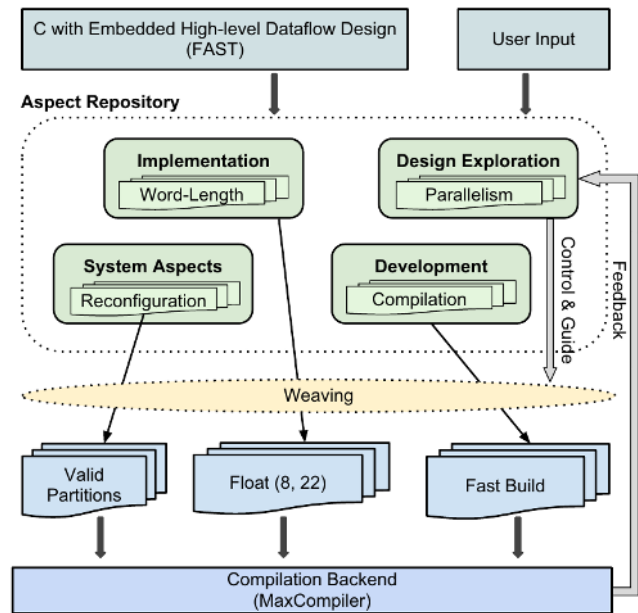 C with Embedded High-level Dataflow Design
(FAST)
User Input
Aspect Repository
Implementation
Word-Length
Design Exploration
Parallelism
System Aspects
Reconfiguration
Development
Compilation
Control & Guide
Feedback
Weaving
Valid
Partitions
Float (8, 22)
Fast Build
Compilation Backend
(MaxCompiler)